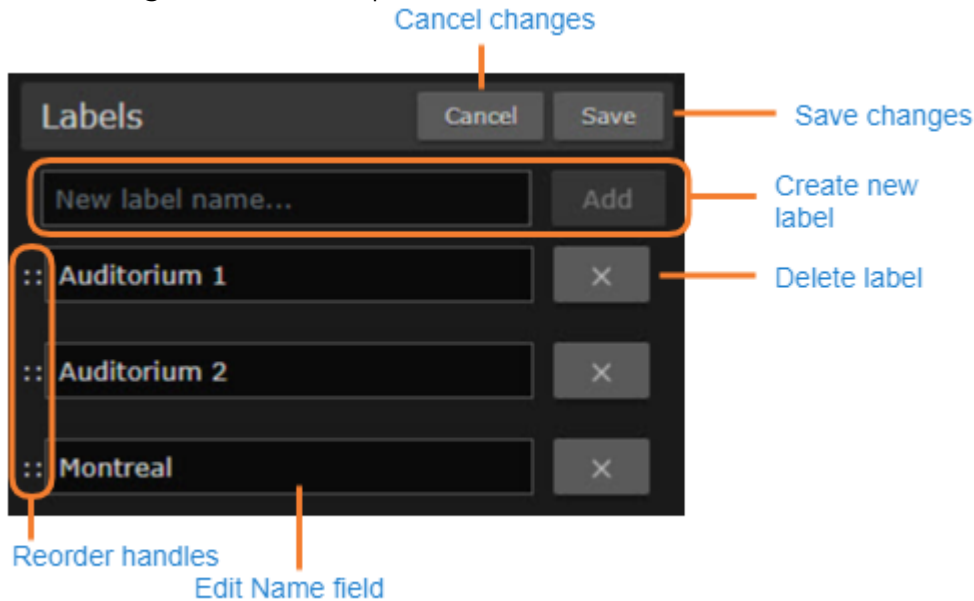 Cancel changes
Labels
Cancel
Save
Save changes
New label name...
Add
Create new
label
:: Auditorium 1
×
Delete label
:: Auditorium 2
×
:: Montreal
×
Reorder handles
Edit Name field